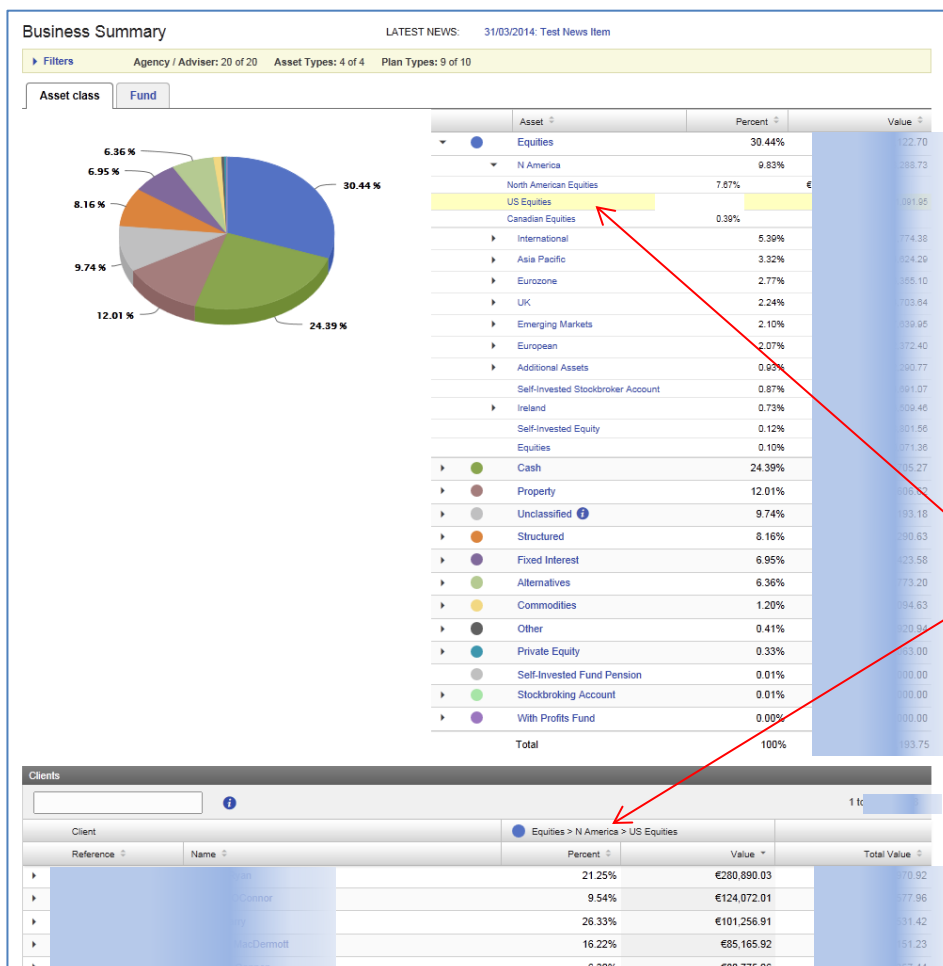 Business Summary LATEST NEWS: 31/03/2014: Test News Item
Filters Agency / Adviser: 20 of 20 Asset Types: 4 of 4 Plan Types: 9 of 10
Asset class Fund
Asset Percent Value
Equities 30.44% 122.70
N America 9.83% 288.73
North American Equities 7.67% €
US Equities 091.95
Canadian Equities 0.39%
International 5.39% 774.38
Asia Pacific 3.32% 624.29
Eurozone 2.77%
UK 2.24% 703.64
Emerging Markets 2.10% 639.95
European 2.07% 372.40
Additional Assets 0.93% 290.77
Self-Invested Stockbroker Account 0.87% 891.07
Ireland 0.73% 509.46
Self-Invested Equity 0.12% 801.56
Equities 0.10% 071.36
Cash 24.39% 705.27
Property 12.01%
Unclassified 9.74% 193.18
Structured 8.16% 290.63
Fixed Interest 6.95% 423.58
Alternatives 6.36% 773.20
Commodities 1.20% 094.63
Other 0.41% 920.94
Private Equity 0.33%
Self-Invested Fund Pension 0.01% 000.00
Stockbroking Account 0.01% 000.00
With Profits Fund 0.00%
Total 100% 193.75
6.36 %
6.95 %
8.16 %
9.74 %
12.01 %
30.44 %
24.39 %
Clients
1 to
Client Equities > N America > US Equities
Reference Name Percent Value Total Value
21.25% €280,890.03 970.92
O'Connor 9.54% €124,072.01 577.96
26.33% €101,256.91 531.42
MacDermott 16.22% €85,165.92 151.23